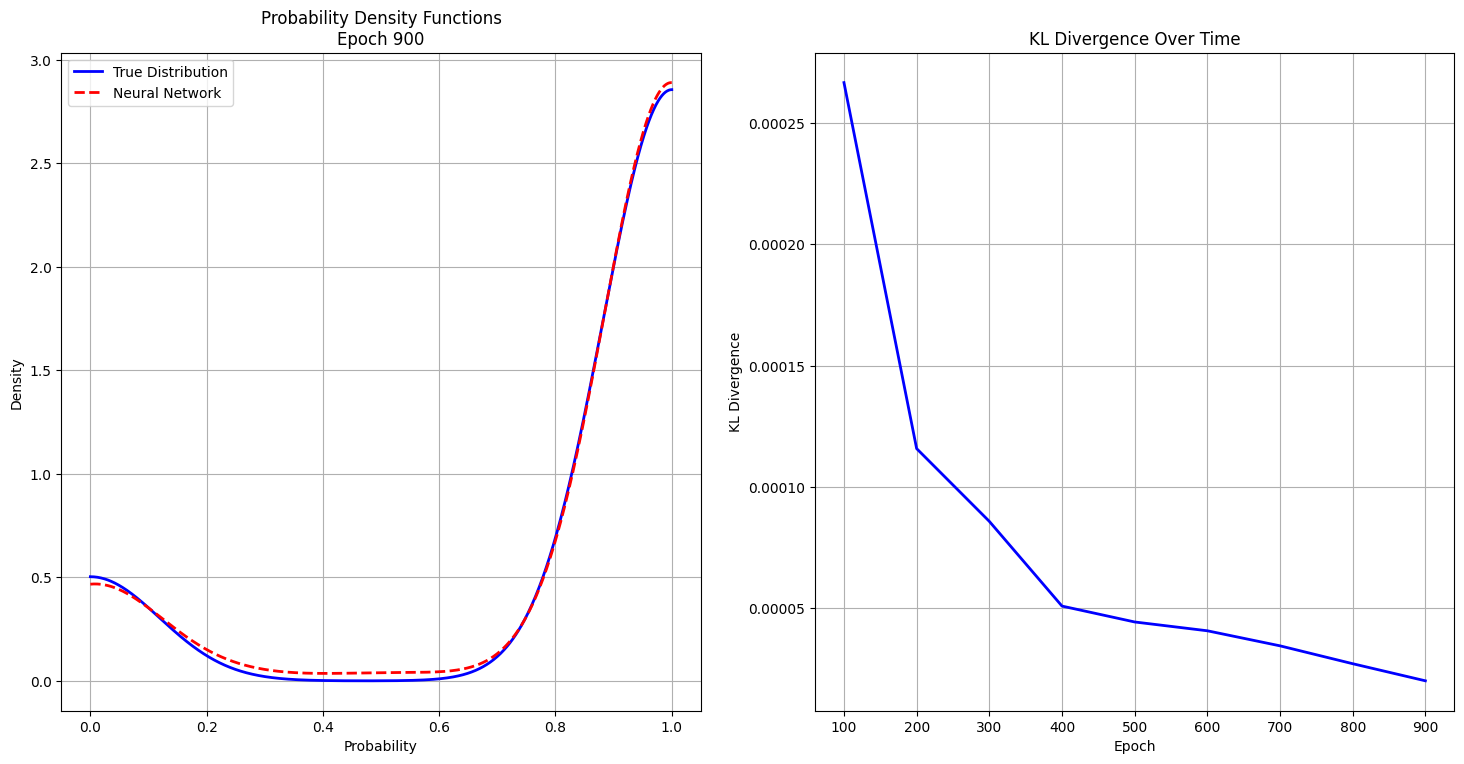 Probability Density Functions
Epoch 900
True Distribution
Neural Network
3.0
2.5
2.0
1.5
1.0
0.5
0.0
Density
0.0 0.2 0.4 0.6 0.8 1.0
Probability
KL Divergence Over Time
0.00025
0.00020
0.00015
0.00010
0.00005
KL Divergence
100 200 300 400 500 600 700 800 900
Epoch